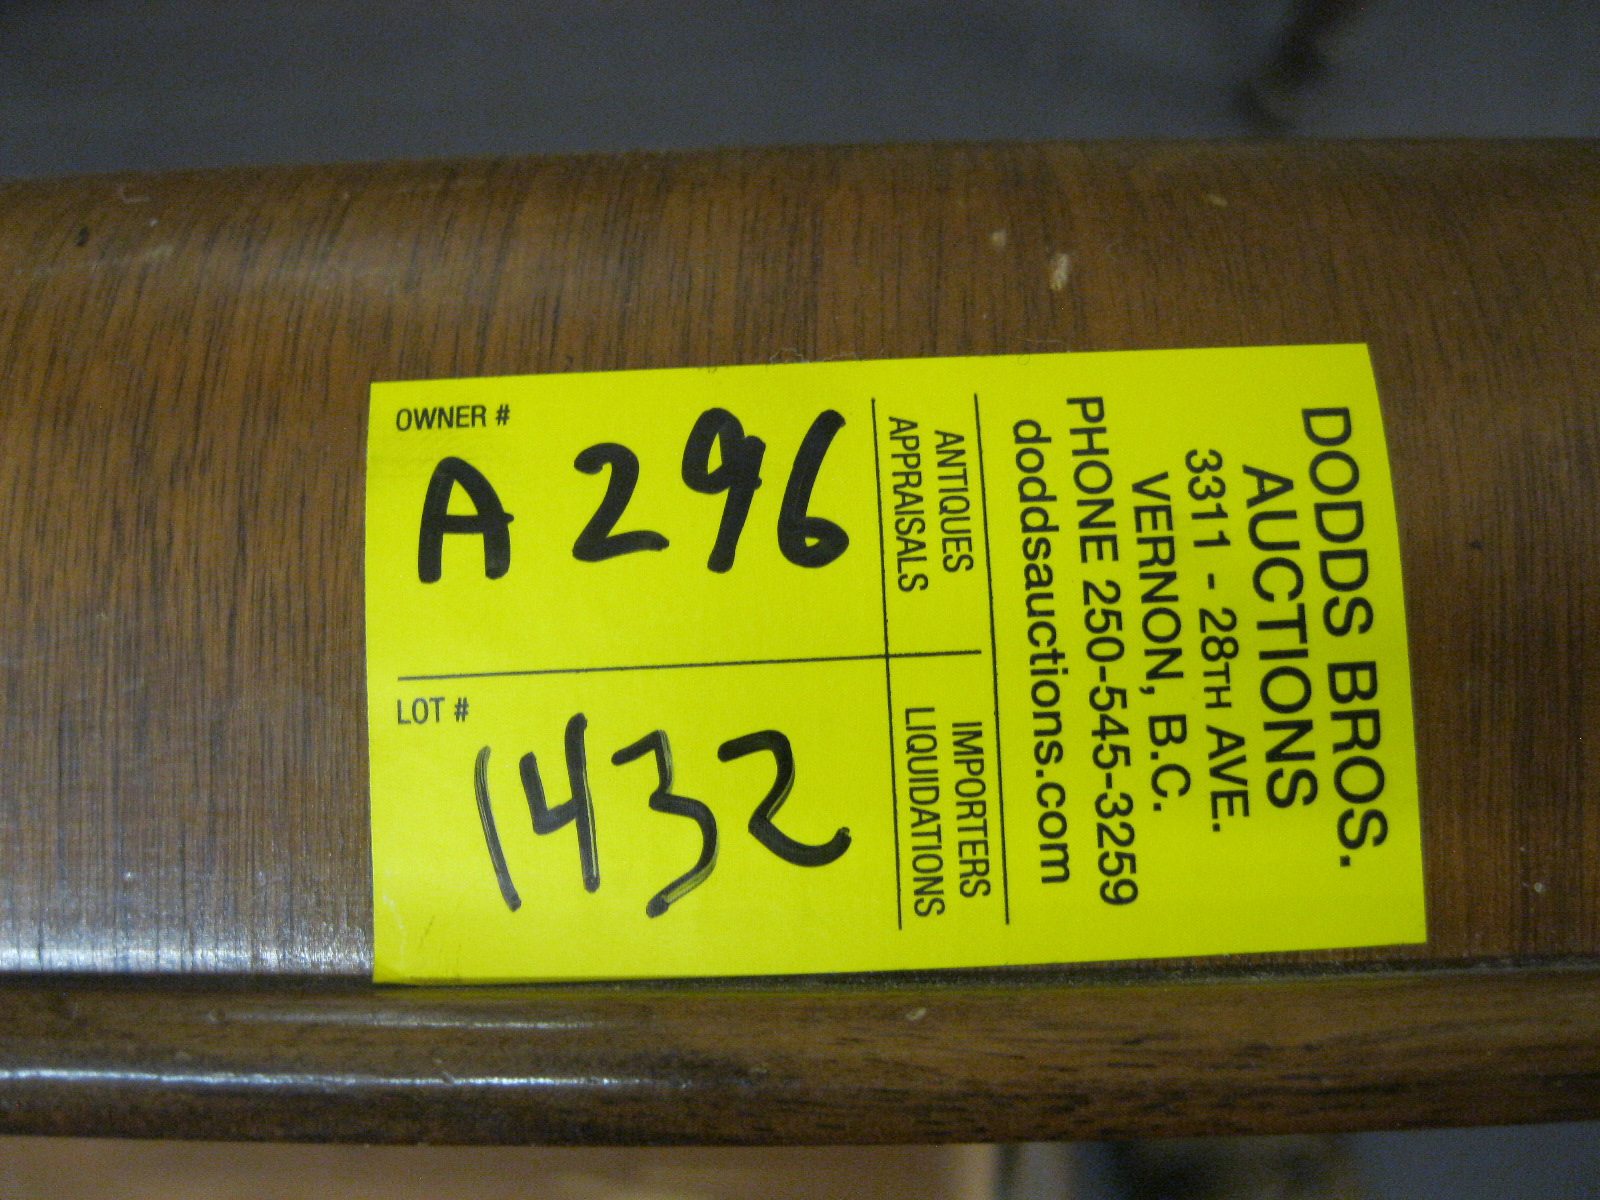 DODDS BROS.
AUCTIONS
3311 - 28TH AVE.
VERNON, B.C.
PHONE 250-545-3259
doddsauctions.com
ANTIQUES
APPRAISALS
IMPORTERS
LIQUIDATIONS
OWNER #
A 296
LOT #
1432